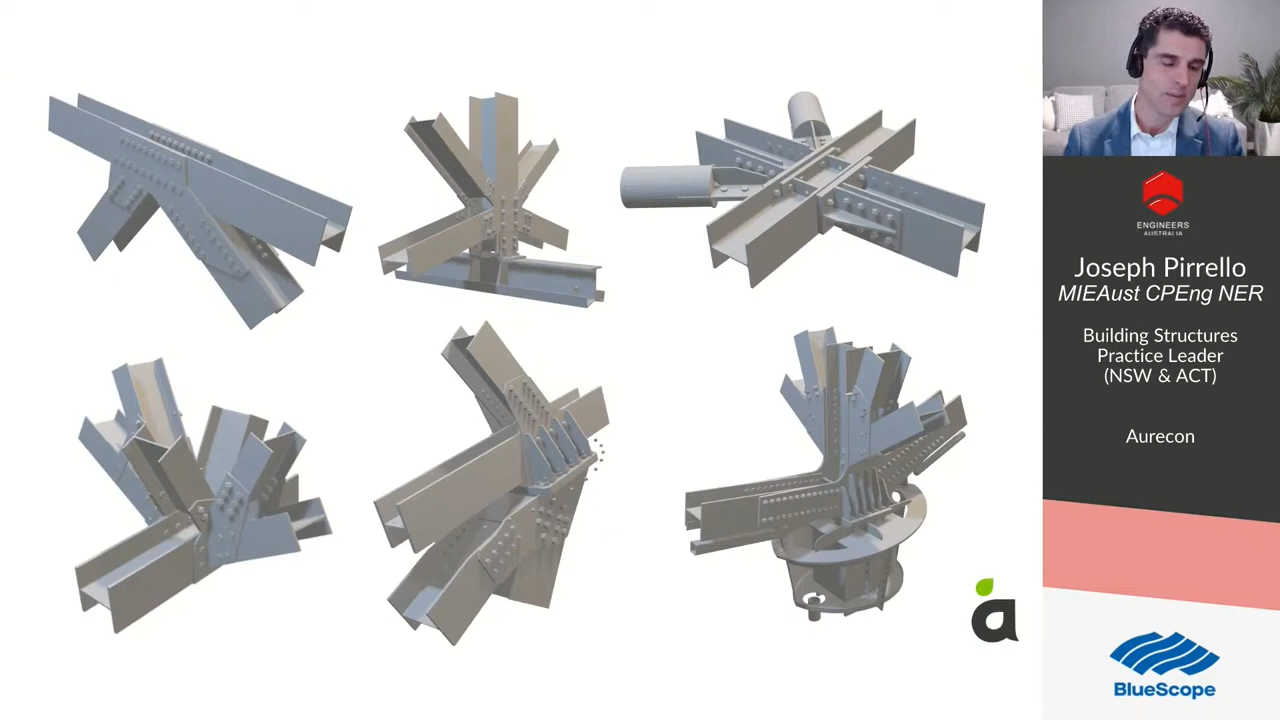 ENGINEERS
AUSTRALIA
Joseph Pirrello
MIEAust CPEng NER
Building Structures
Practice Leader
(NSW & ACT)
Aurecon
a
BlueScope